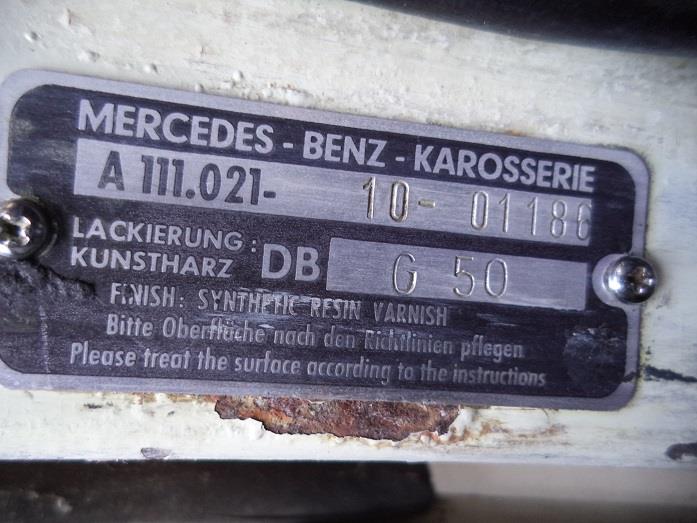 MERCEDES - BENZ - KAROSSERIE
A 111.021- 10- 01186
LACKIERUNG :
KUNSTHARZ DB G 50
FINISH: SYNTHETIC RESIN VARNISH
Bitte Oberfläche nach den Richtlinien pflegen
Please treat the surface according to the instructions